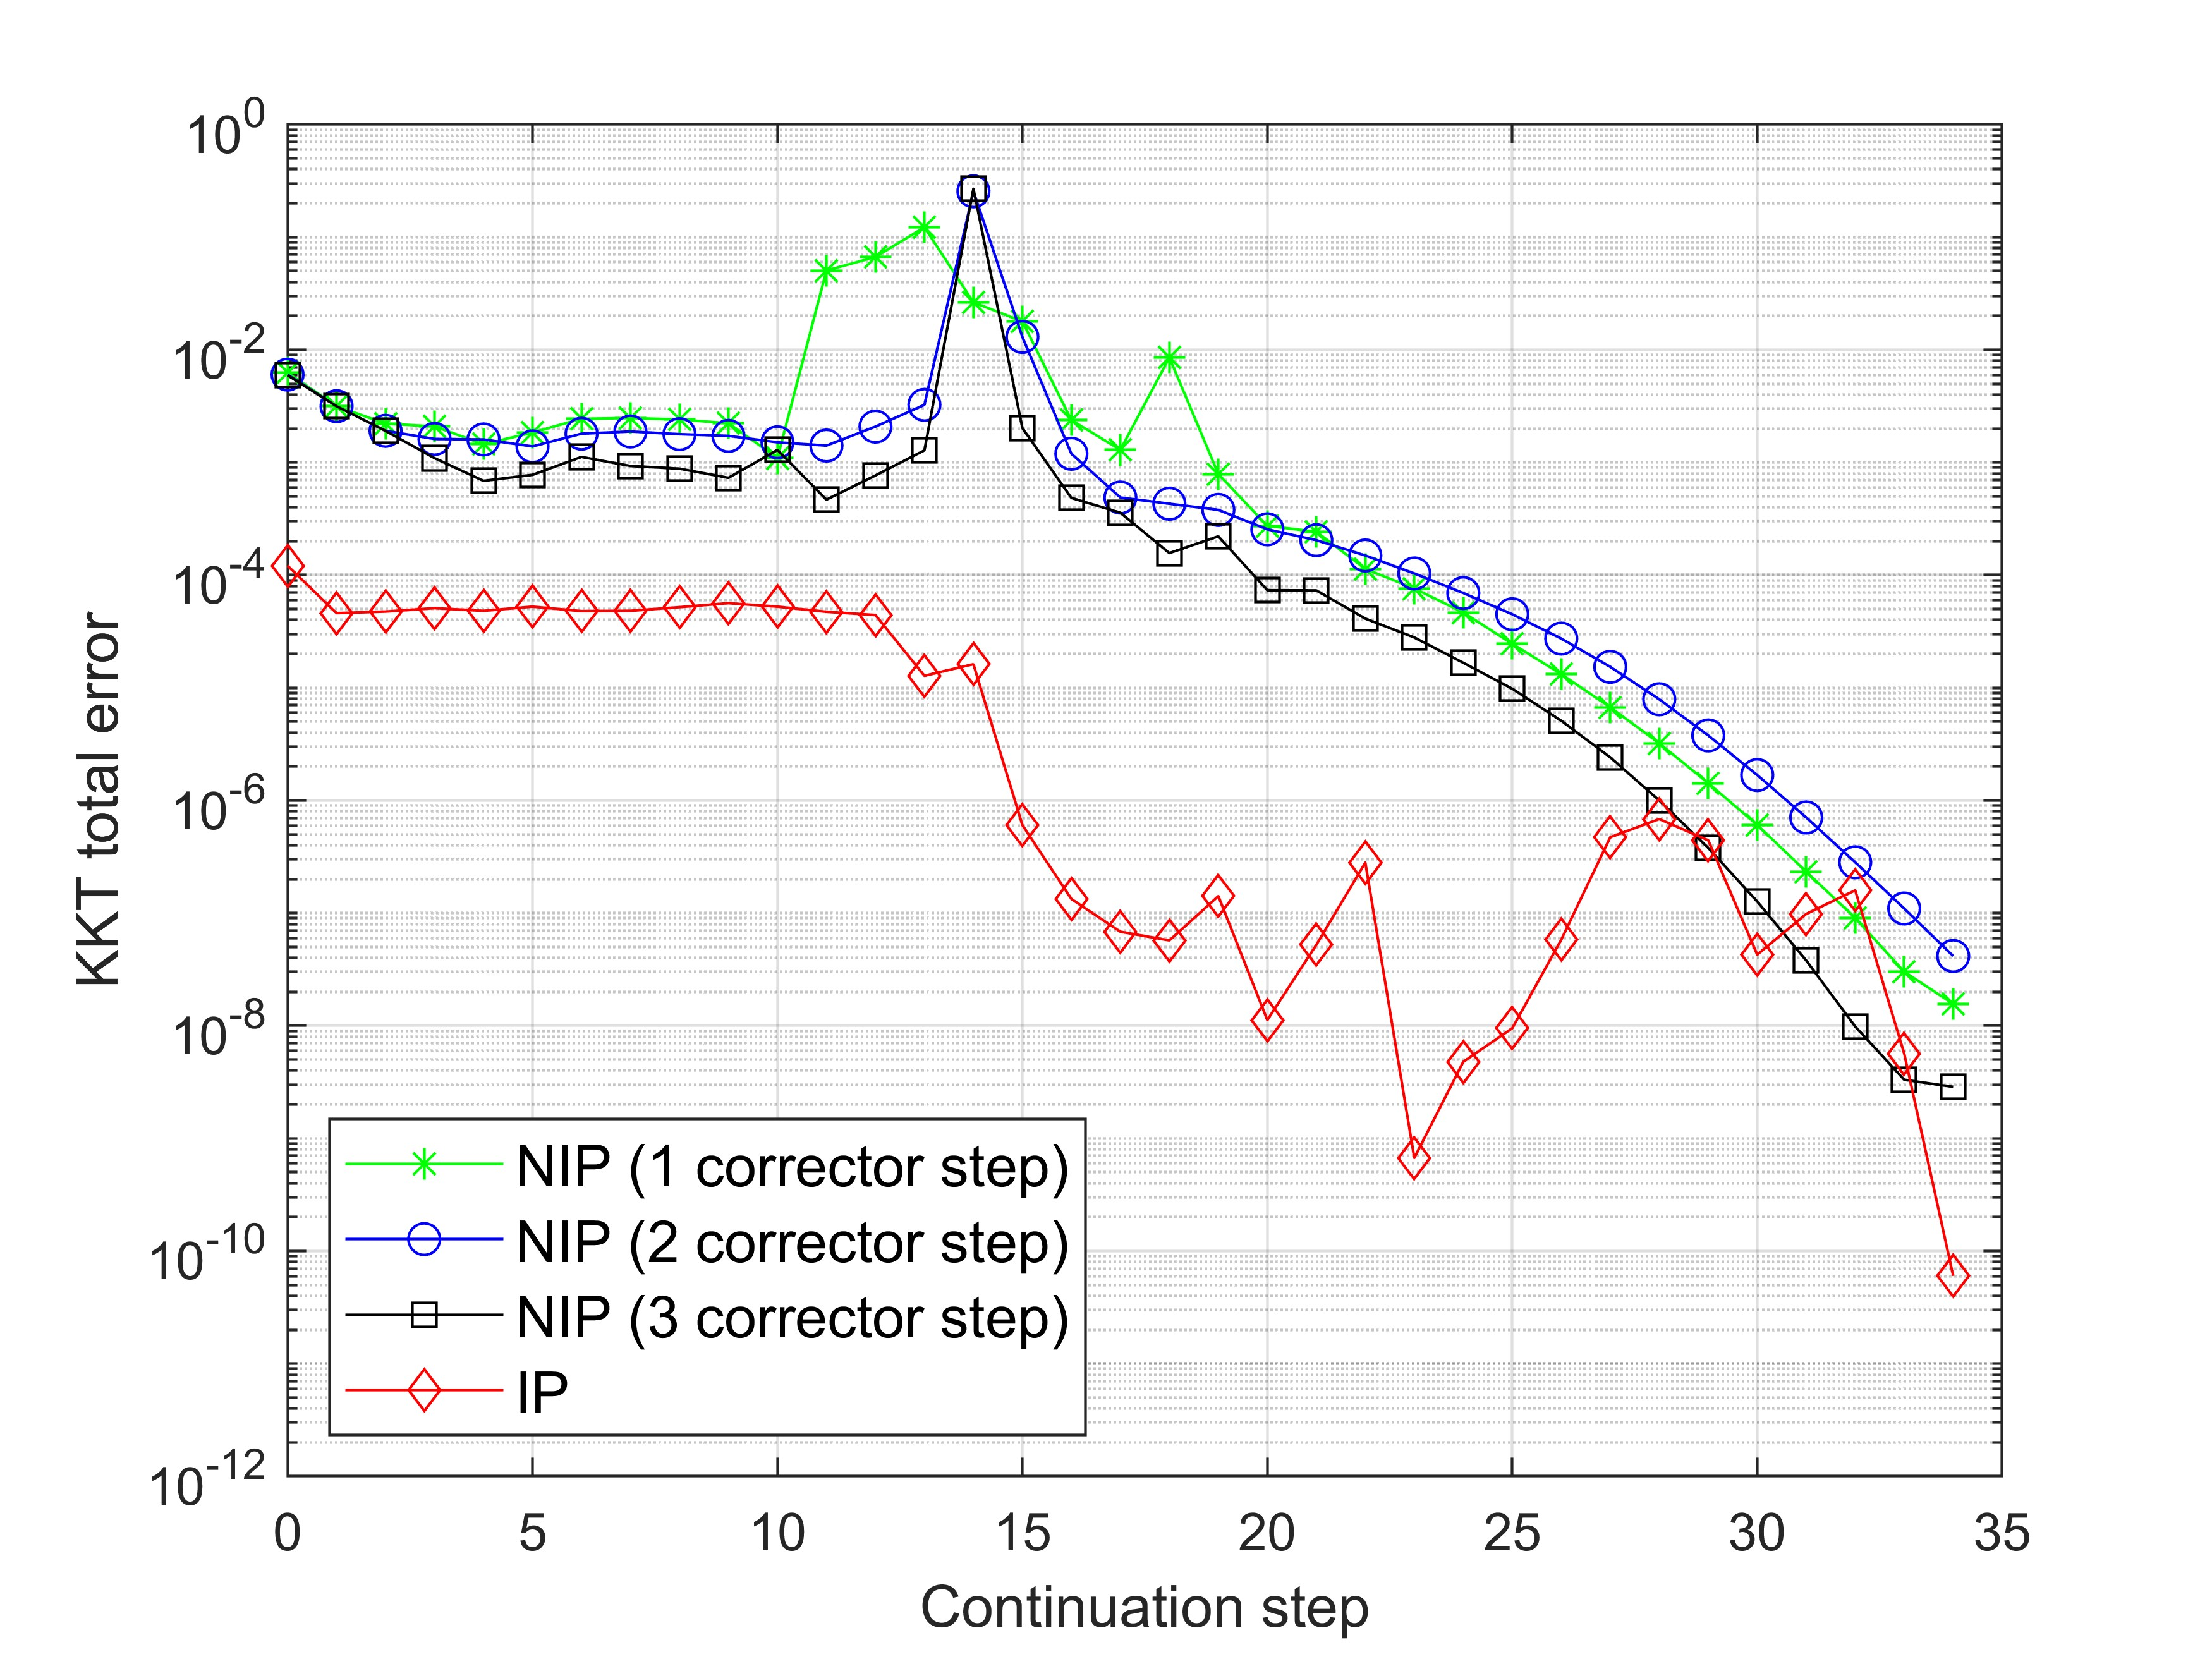 10^0
10^-2
10^-4
10^-6
10^-8
10^-10
10^-12
KKT total error
NIP (1 corrector step)
NIP (2 corrector step)
NIP (3 corrector step)
IP
0 5 10 15 20 25 30 35
Continuation step